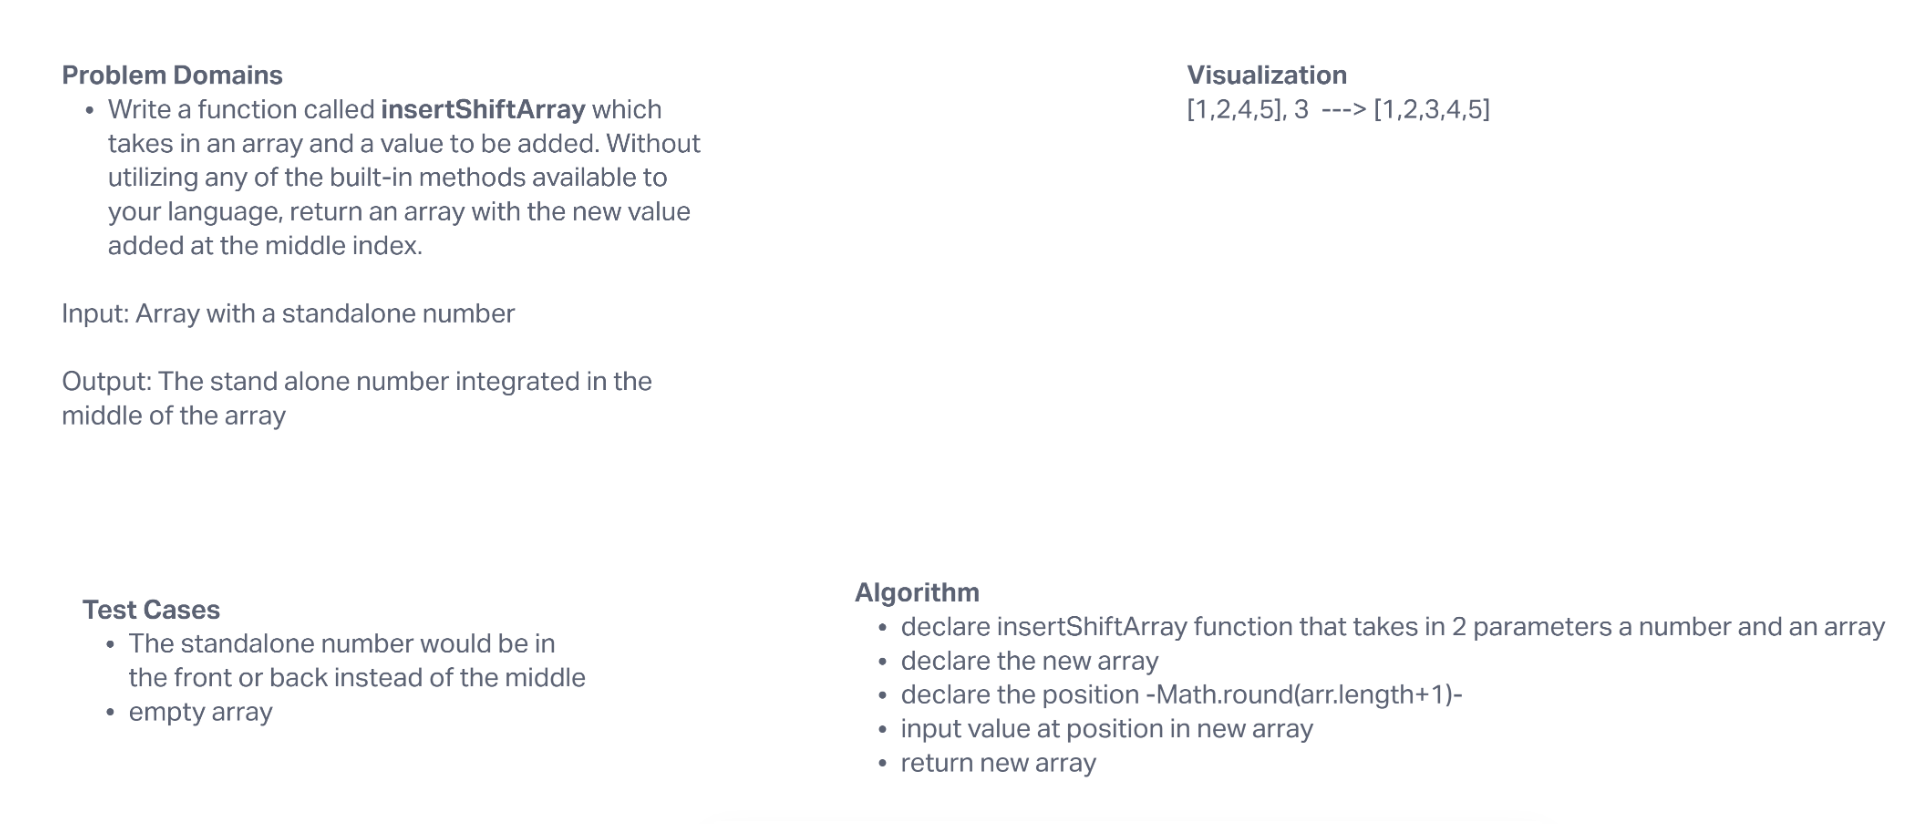 Problem Domains
• Write a function called insertShiftArray which
takes in an array and a value to be added. Without
utilizing any of the built-in methods available to
your language, return an array with the new value
added at the middle index.
Input: Array with a standalone number
Output: The stand alone number integrated in the
middle of the array
Visualization
[1,2,4,5], 3 ---> [1,2,3,4,5]
Test Cases
• The standalone number would be in
the front or back instead of the middle
• empty array
Algorithm
• declare insertShiftArray function that takes in 2 parameters a number and an array
• declare the new array
• declare the position -Math.round(arr.length+1)-
• input value at position in new array
• return new array